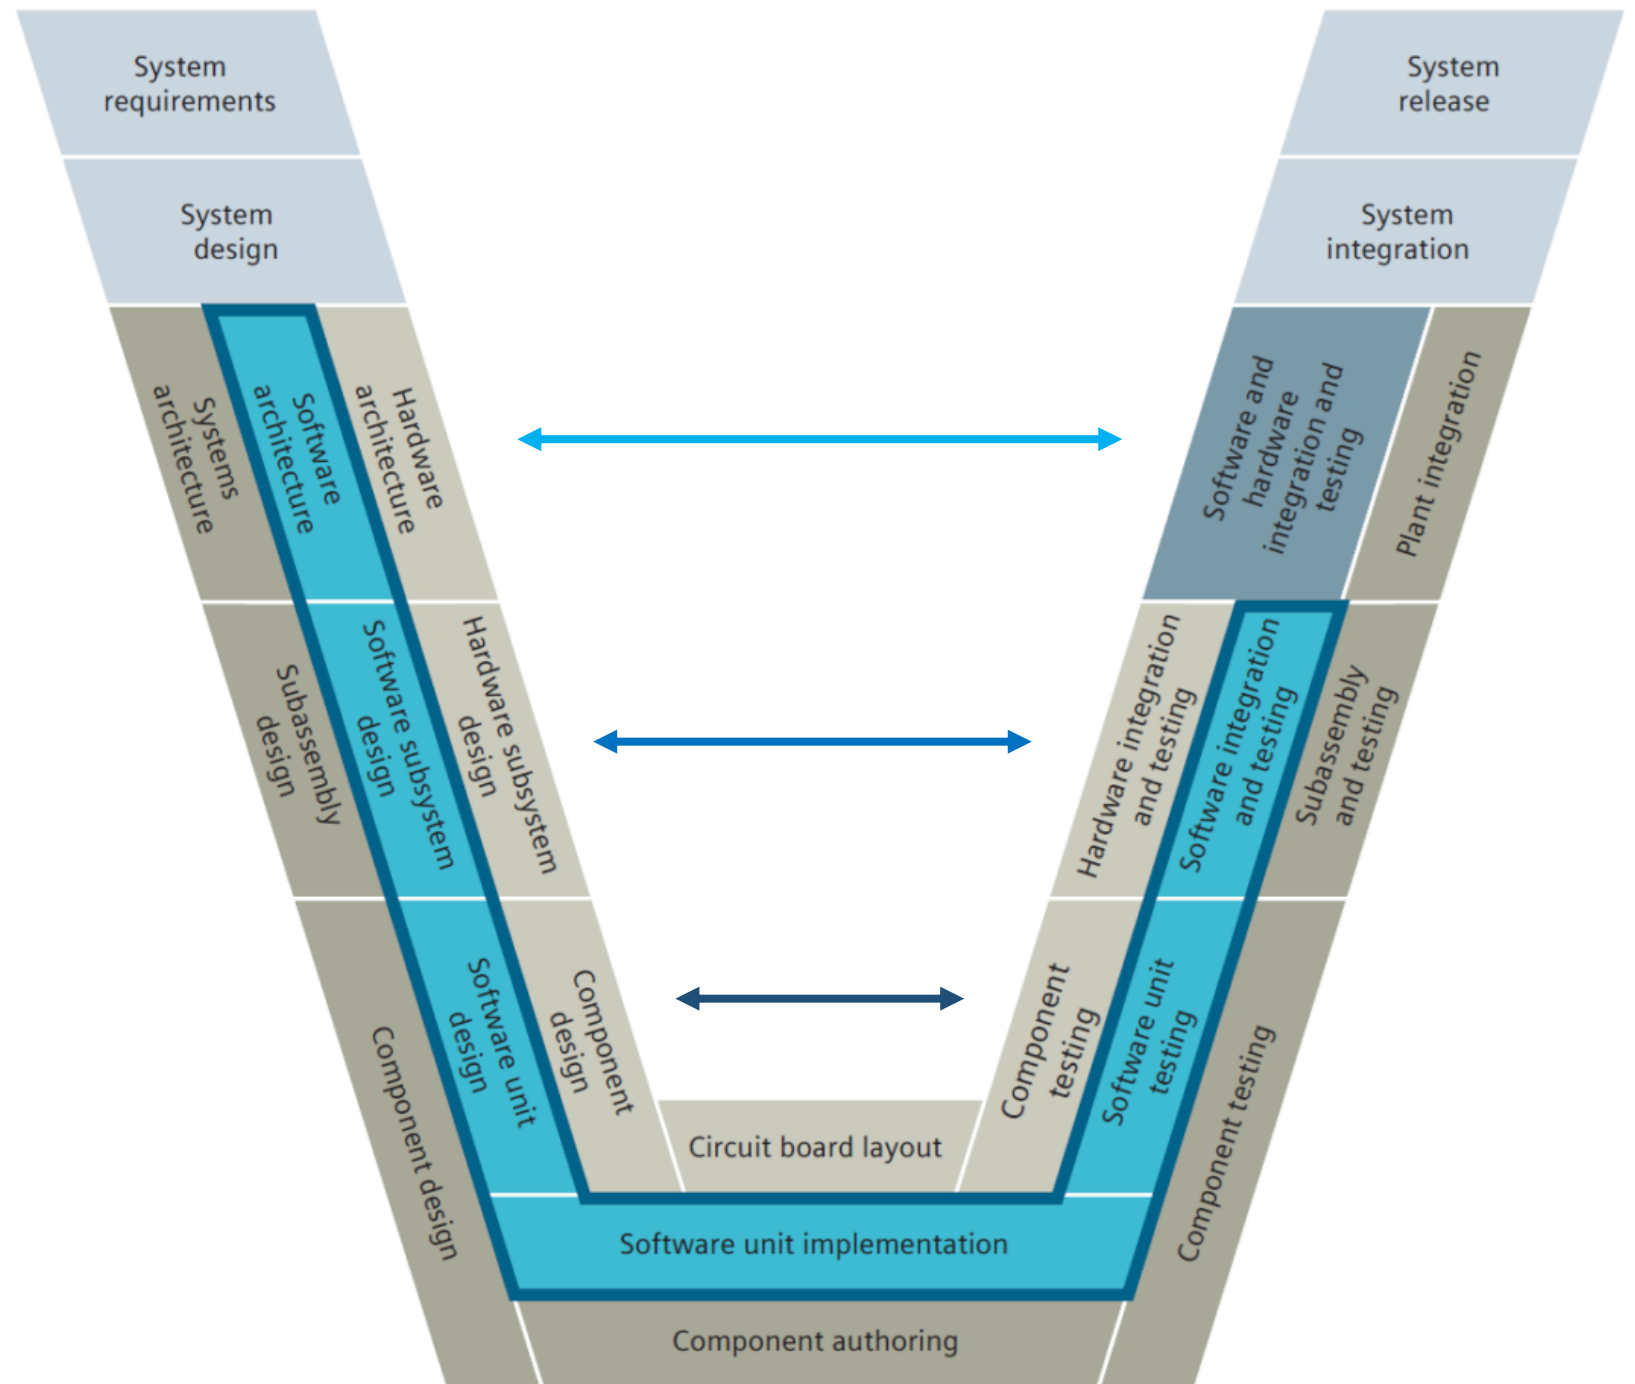 System
requirements
System
release
System
design
System
integration
Systems
architecture
Software
architecture
Hardware
architecture
Software and
hardware
integration and
testing
Plant integration
Subassembly
design
Software subsystem
design
Hardware subsystem
design
Hardware integration
and testing
Software integration
and testing
Subassembly
and testing
Component design
Software unit
design
Component
design
Component
testing
Software unit
testing
Component testing
Circuit board layout
Software unit implementation
Component authoring